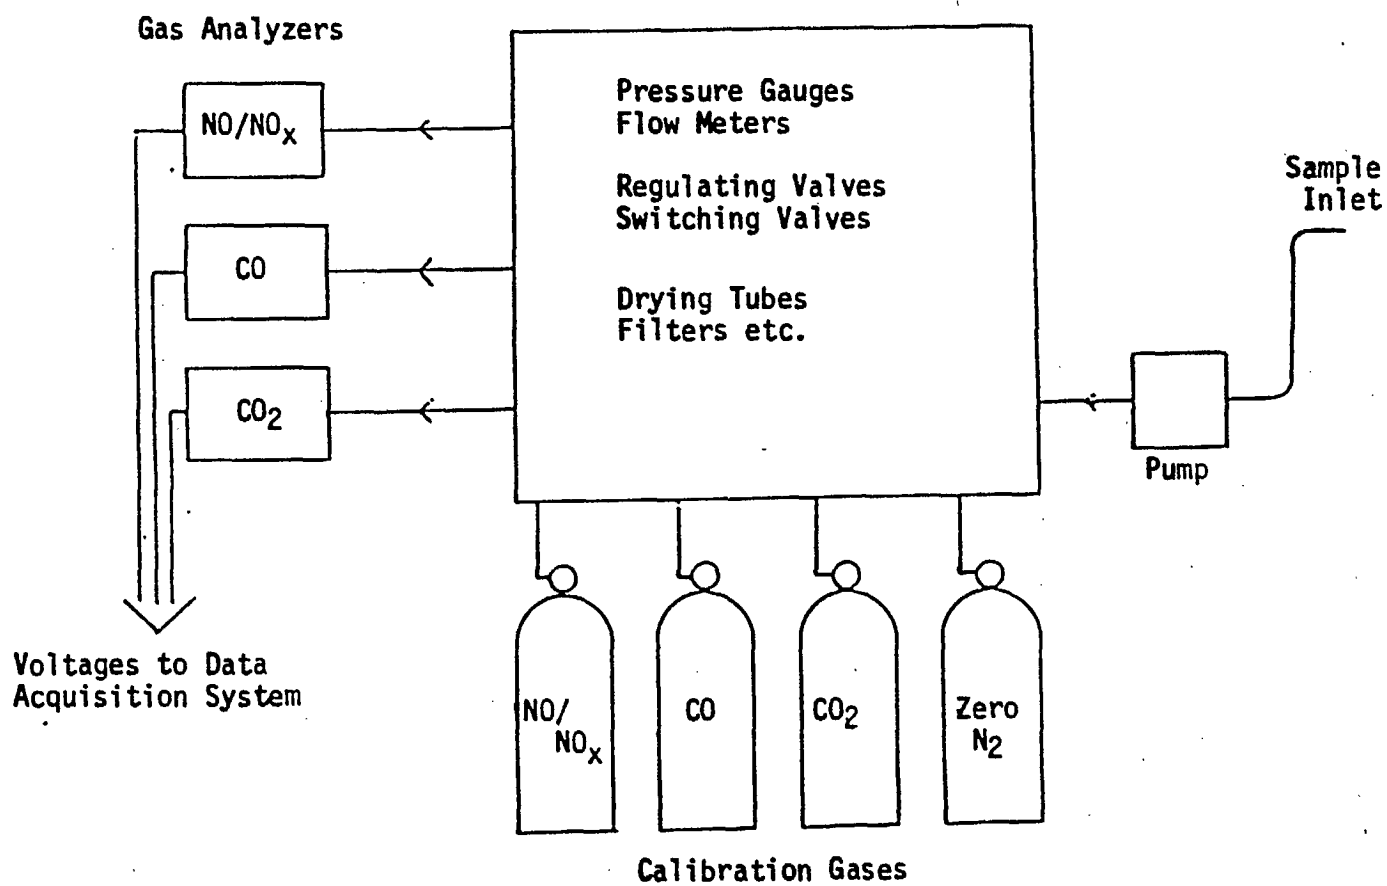 Gas Analyzers
NO/NOx
CO
CO2
Pressure Gauges
Flow Meters
Regulating Valves
Switching Valves
Drying Tubes
Filters etc.
Sample
Inlet
Pump
Voltages to Data
Acquisition System
NO/
NOx
CO
CO2
Zero
N2
Calibration Gases